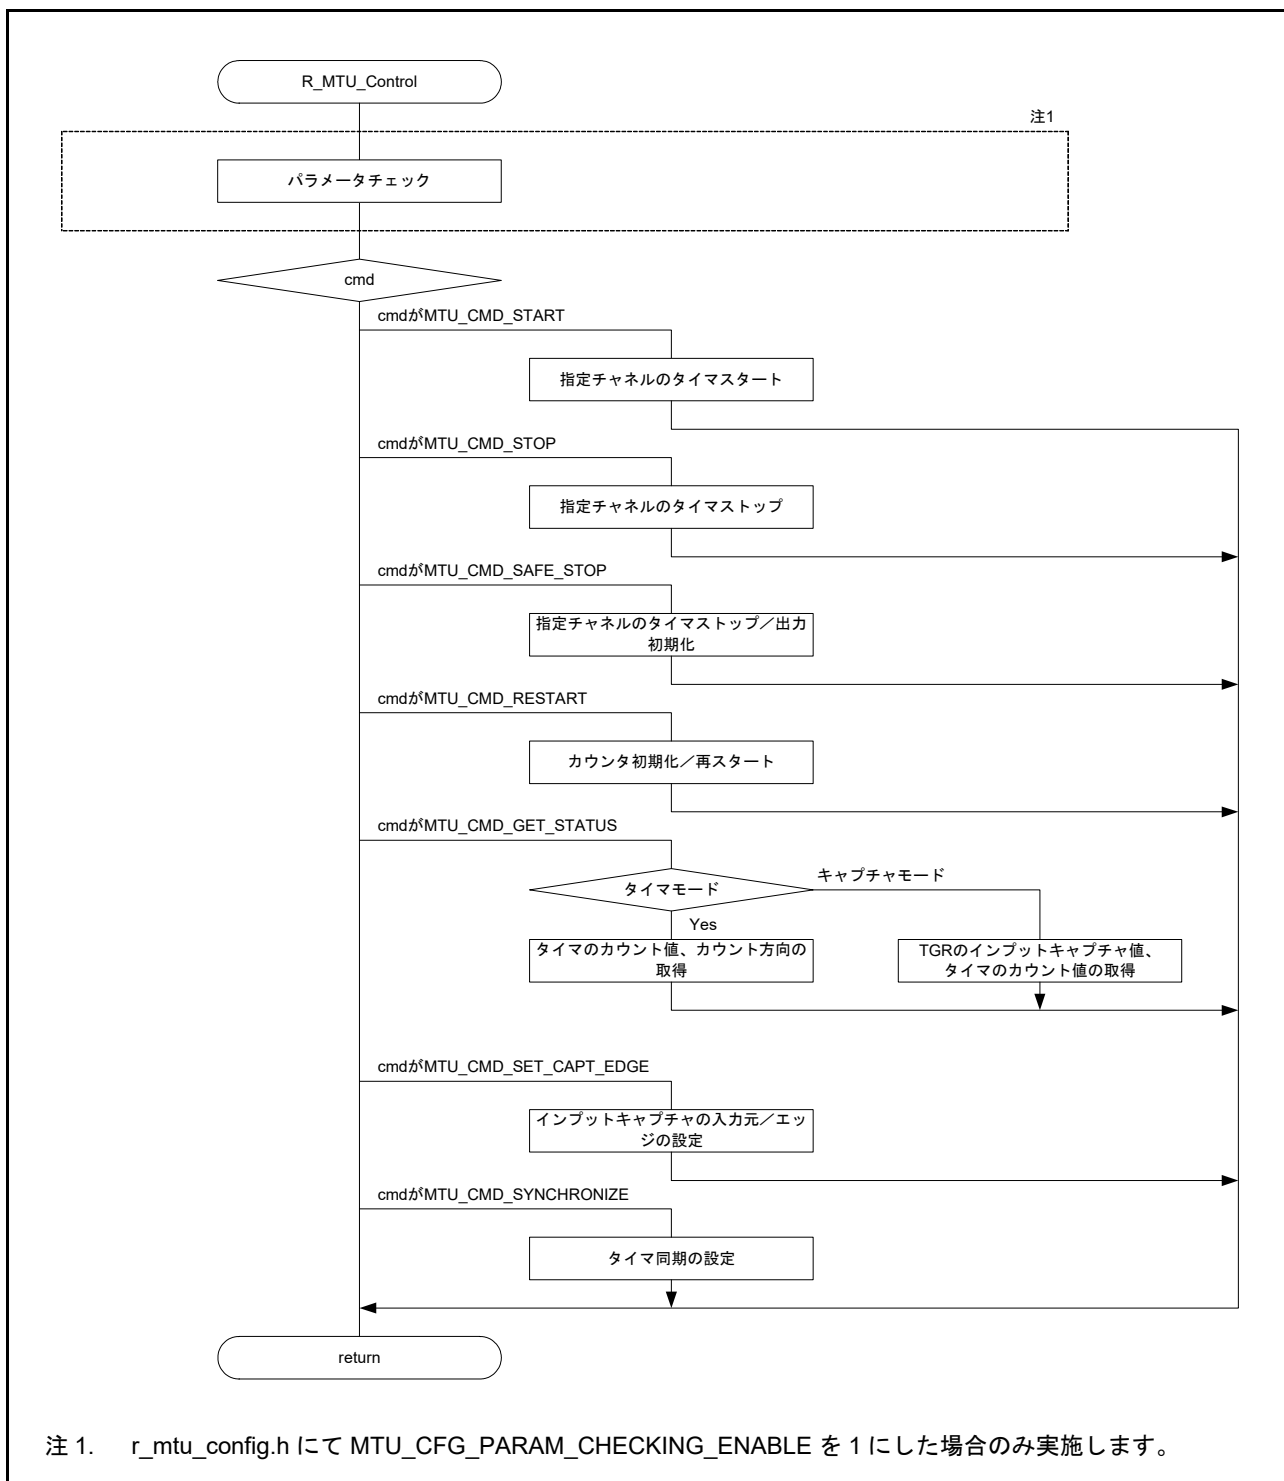 R_MTU_Control
注1
パラメータチェック
cmd
cmdがMTU_CMD_START
指定チャネルのタイマスタート
cmdがMTU_CMD_STOP
指定チャネルのタイマストップ
cmdがMTU_CMD_SAFE_STOP
指定チャネルのタイマストップ／出力
初期化
cmdがMTU_CMD_RESTART
カウンタ初期化／再スタート
cmdがMTU_CMD_GET_STATUS
タイマモード
キャプチャモード
Yes
タイマのカウント値、カウント方向の
取得
TGRのインプットキャプチャ値、
タイマのカウント値の取得
cmdがMTU_CMD_SET_CAPT_EDGE
インプットキャプチャの入力元／エッ
ジの設定
cmdがMTU_CMD_SYNCHRONIZE
タイマ同期の設定
return
注 1. r_mtu_config.h にて MTU_CFG_PARAM_CHECKING_ENABLE を 1 にした場合のみ実施します。